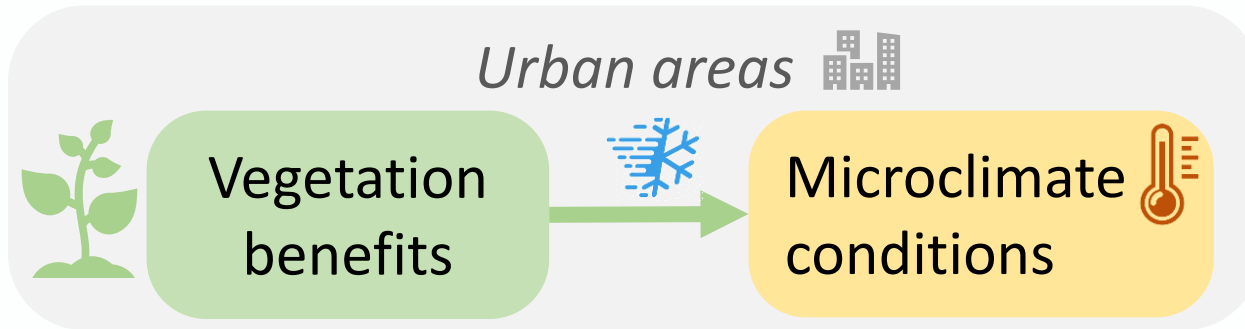 Urban areas
Vegetation
benefits
Microclimate
conditions